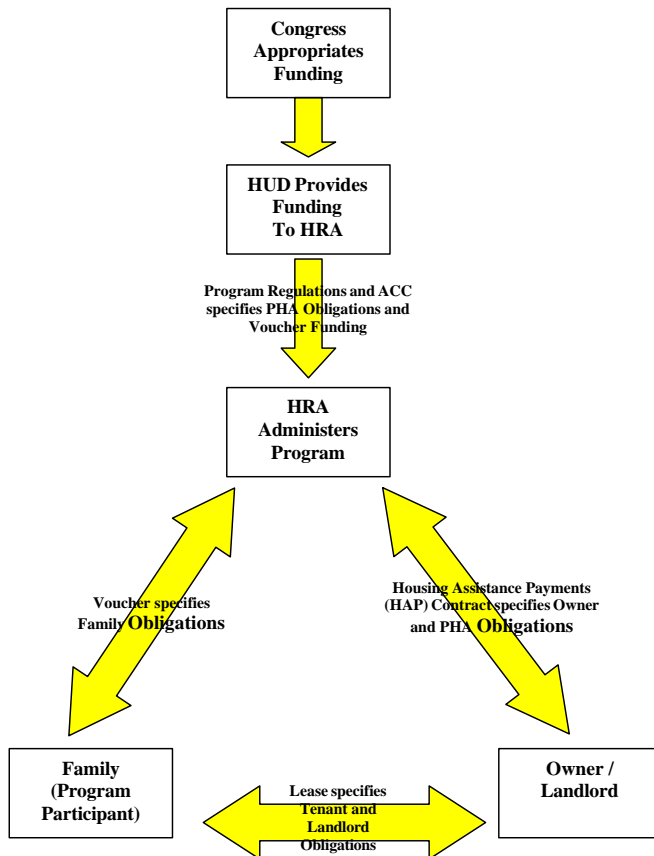 Congress
Appropriates
Funding
HUD Provides
Funding
To HRA
Program Regulations and ACC
specifies PHA Obligations and
Voucher Funding
HRA
Administers
Program
Voucher specifies
Family Obligations
Housing Assistance Payments
(HAP) Contract specifies Owner
and PHA Obligations
Family
(Program
Participant)
Lease specifies
Tenant and
Landlord
Obligations
Owner /
Landlord